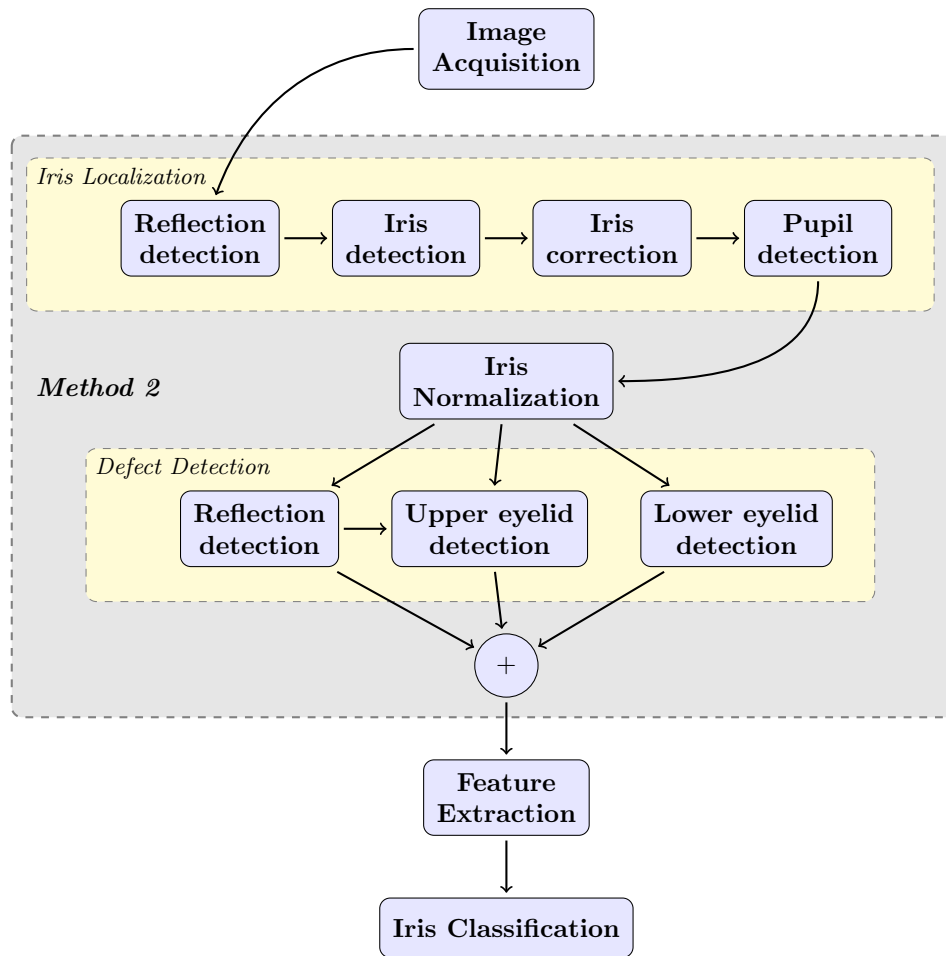 Image
Acquisition
Iris Localization
Reflection
detection
Iris
detection
Iris
correction
Pupil
detection
Iris
Normalization
Method 2
Defect Detection
Reflection
detection
Upper eyelid
detection
Lower eyelid
detection
+
Feature
Extraction
Iris Classification